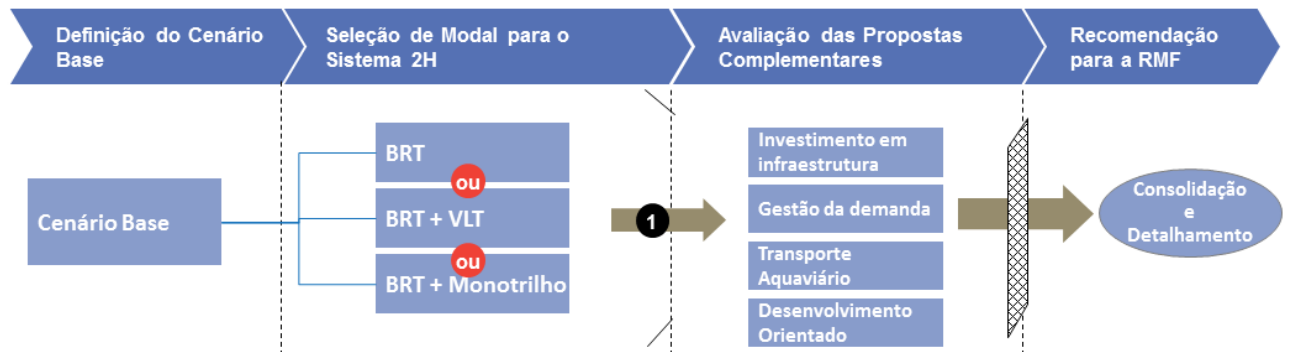 Definição do Cenário
Base
Seleção de Modal para o
Sistema 2H
Avaliação das Propostas
Complementares
Recomendação
para a RMF
Cenário Base
BRT
ou
BRT + VLT
ou
BRT + Monotrilho
1
Investimento em
infraestrutura
Gestão da demanda
Transporte
Aquaviário
Desenvolvimento
Orientado
Consolidação
e
Detalhamento